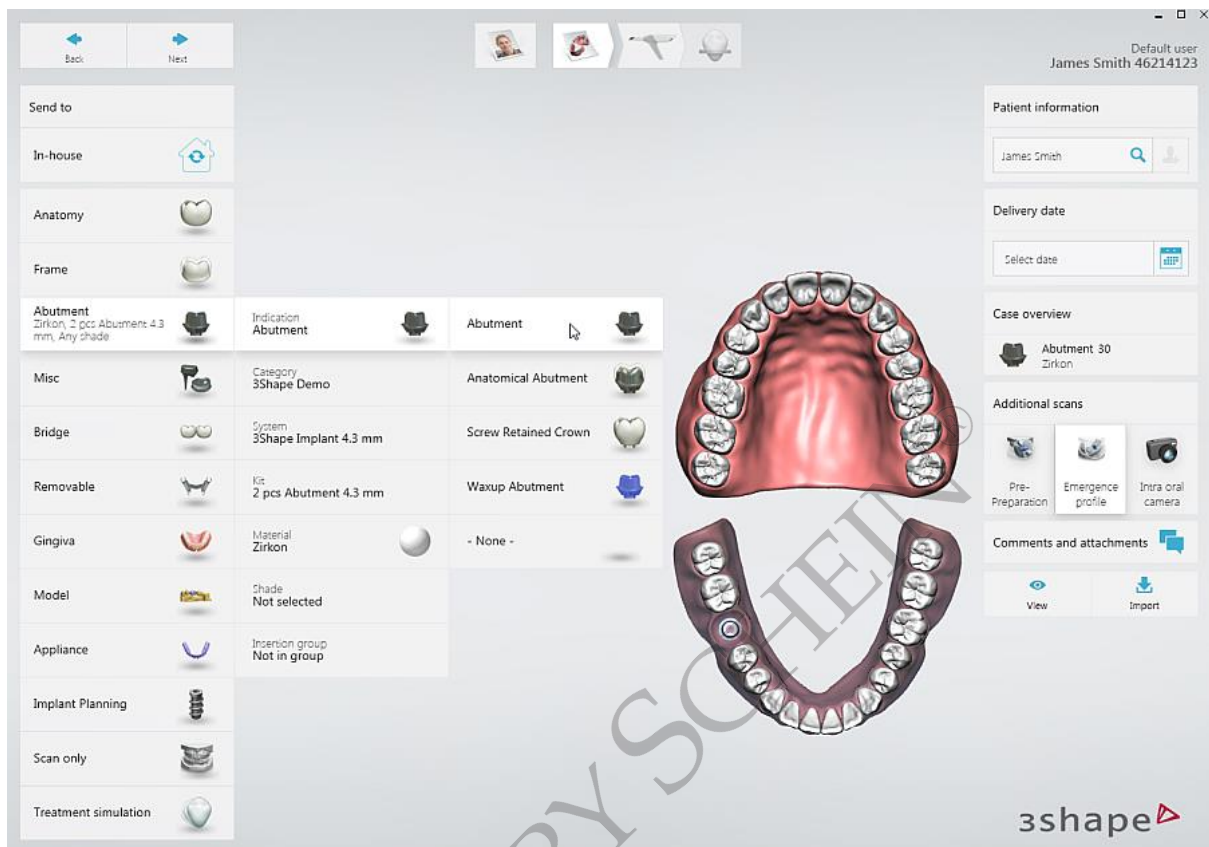 Back
Next
Default user
James Smith 46214123
Send to
In-house
Anatomy
Frame
Abutment
Zirkon, 2 pcs Abutment 4.3
mm, Any shade
Misc
Bridge
Removable
Gingiva
Model
Appliance
Implant Planning
Scan only
Treatment simulation
Indication
Abutment
Category
3Shape Demo
System
3Shape Implant 4.3 mm
Kit
2 pcs Abutment 4.3 mm
Material
Zirkon
Shade
Not selected
Insertion group
Not in group
Abutment
Anatomical Abutment
Screw Retained Crown
Waxup Abutment
- None -
Patient information
James Smith
Delivery date
Select date
Case overview
Abutment 30
Zirkon
Additional scans
Pre-
Preparation
Emergence
profile
Intra oral
camera
Comments and attachments
View
Import
RY SCHEIN®
3shape